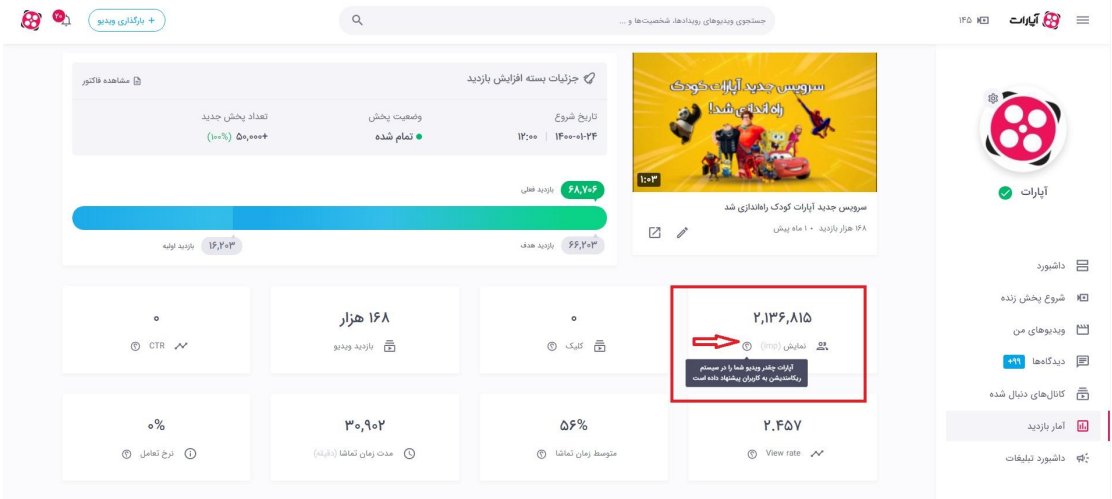 آپارات
۱۴۵
جستجوی ویدیوهای رویدادها، شخصیت‌ها و ...
+ بارگذاری ویدیو
۲۰
آپارات
داشبورد
شروع پخش زنده
ویدیوهای من
دیدگاه‌ها +۹۹
کانال‌های دنبال شده
آمار بازدید
داشبورد تبلیغات
سرویس جدید آپارات کودک
راه اندازی شد!
۱:۰۳
سرویس جدید آپارات کودک راه‌اندازی شد
۱۶۸ هزار بازدید • ۱ ماه پیش
جزئیات بسته افزایش بازدید
مشاهده فاکتور
تاریخ شروع
۱۴۰۰-۰۱-۲۴ | ۱۲:۰۰
وضعیت پخش
تمام شده
تعداد پخش جدید
+۵۰,۰۰۰ (۱۰۰%)
۶۸,۷۰۶ بازدید فعلی
۶۶,۲۰۳ بازدید هدف
۱۶,۲۰۳ بازدید اولیه
۲,۱۳۶,۸۱۵
نمایش (imp)
آپارات چقدر ویدیو شما را در سیستم
ریکامندیشن به کاربران پیشنهاد داده است
۰
کلیک
۱۶۸ هزار
بازدید ویدیو
۰
CTR
۲.۴۵۷
View rate
۵۶%
متوسط زمان تماشا
۳۰,۹۰۲
مدت زمان تماشا (دقیقه)
۰%
نرخ تعامل